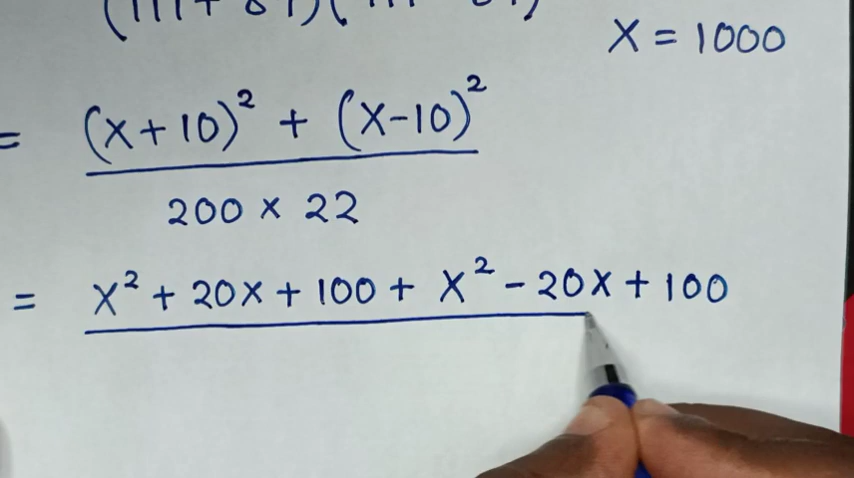 X = 1000
= (x+10)² + (x-10)²
200 × 22
= x² + 20x + 100 + x² - 20x + 100